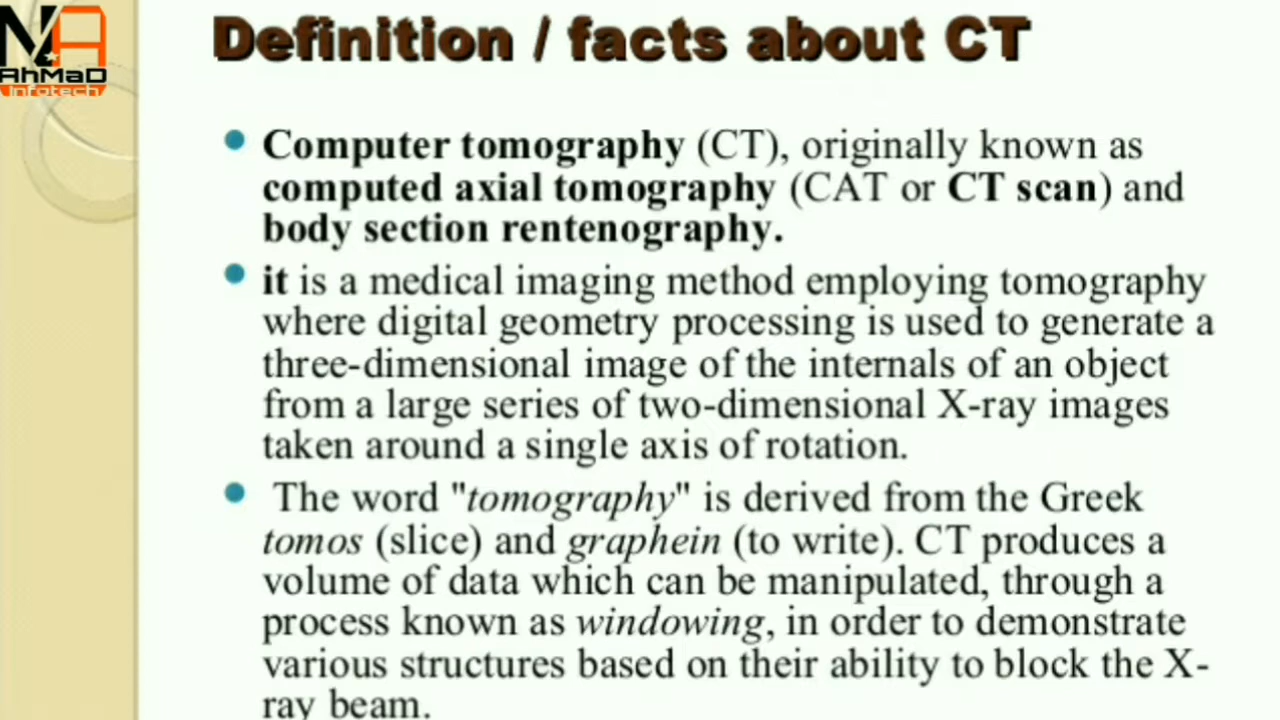 NA
AhMaD
Infotech
Definition / facts about CT
Computer tomography (CT), originally known as
computed axial tomography (CAT or CT scan) and
body section rentenography.
it is a medical imaging method employing tomography
where digital geometry processing is used to generate a
three-dimensional image of the internals of an object
from a large series of two-dimensional X-ray images
taken around a single axis of rotation.
The word "tomography" is derived from the Greek
tomos (slice) and graphein (to write). CT produces a
volume of data which can be manipulated, through a
process known as windowing, in order to demonstrate
various structures based on their ability to block the X-
ray beam.